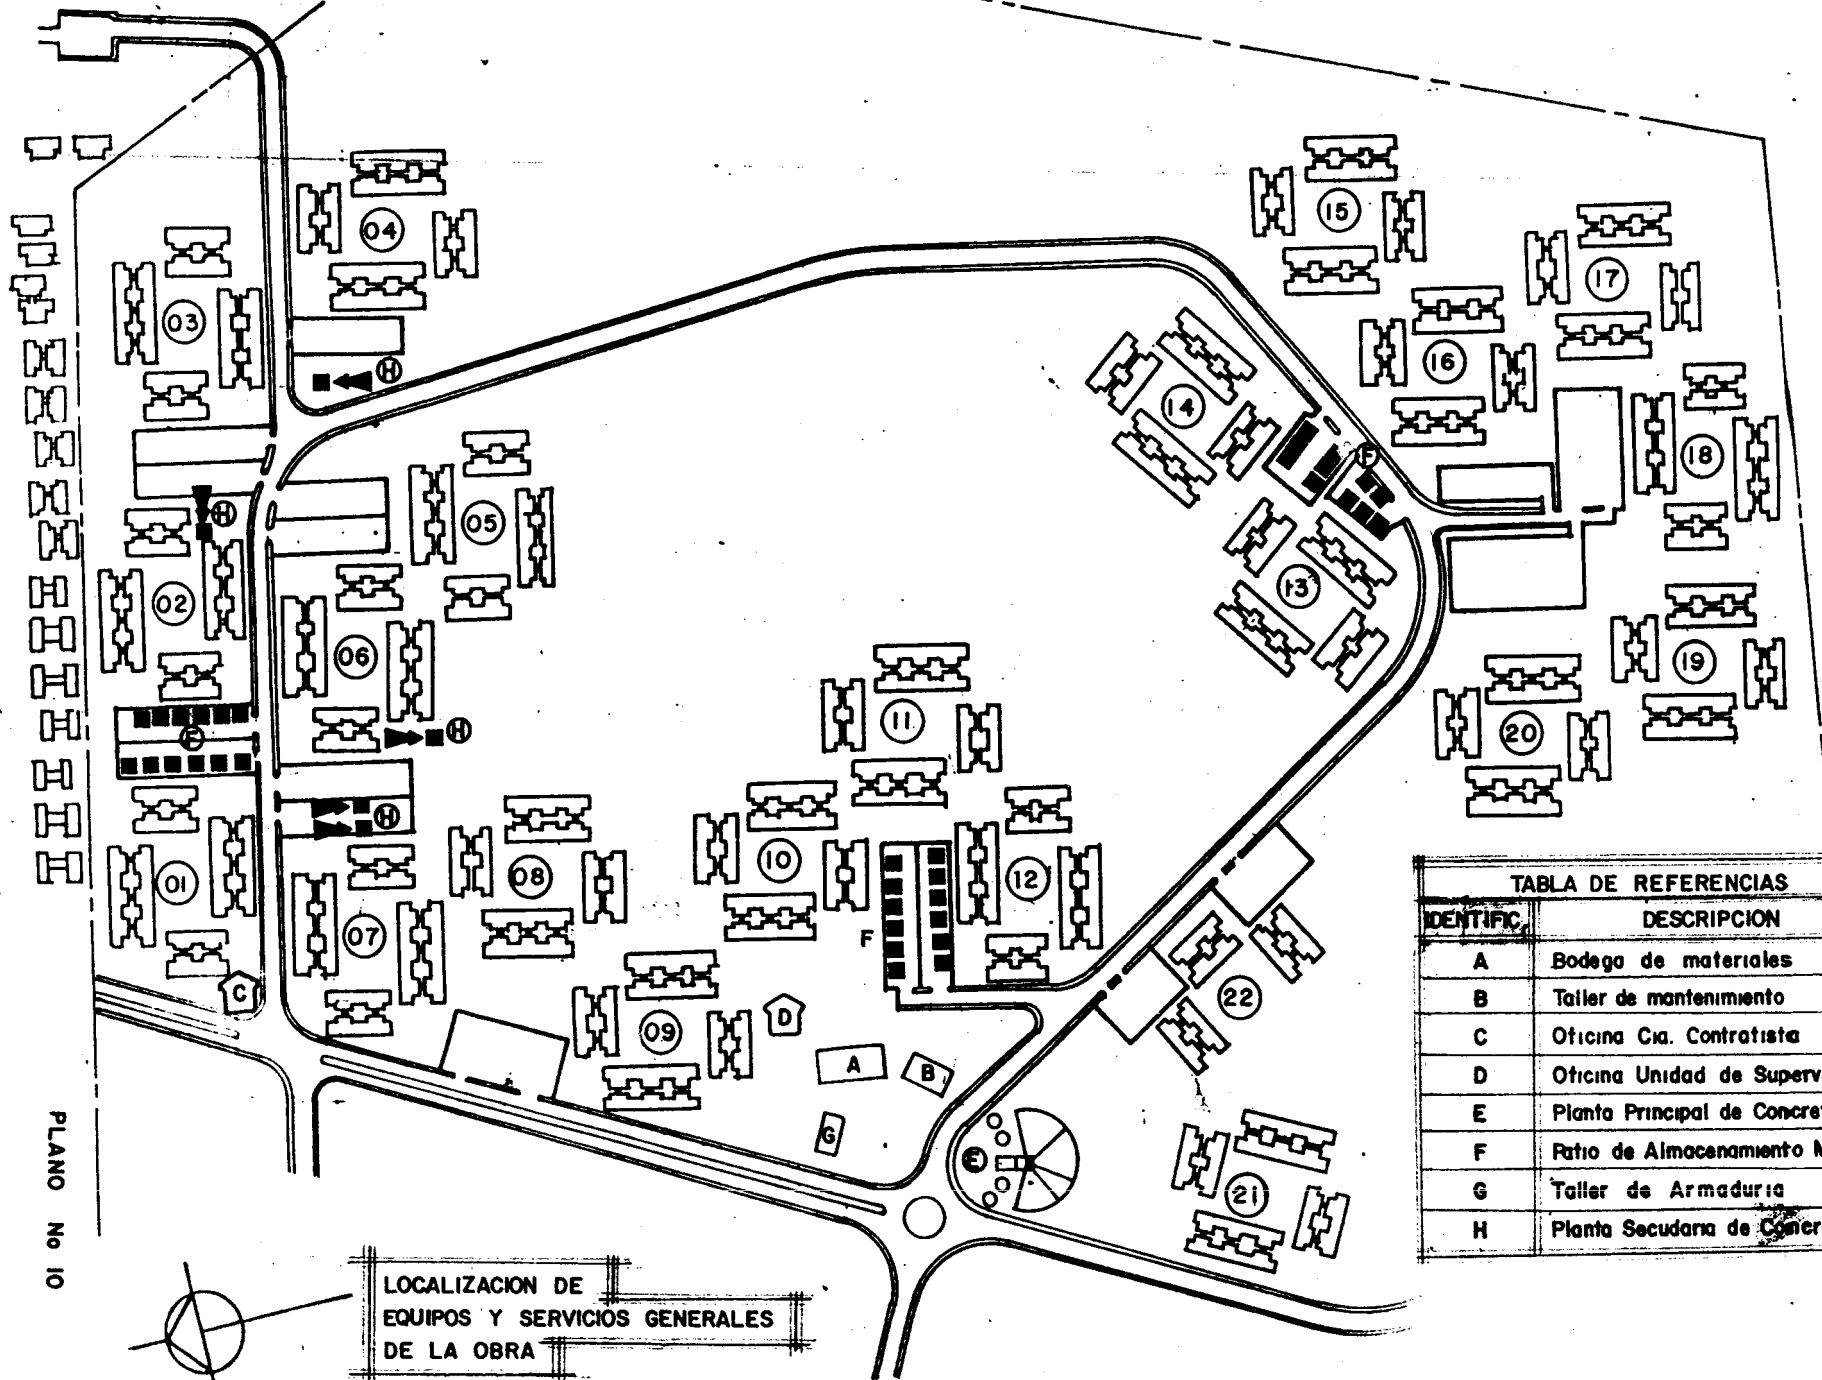 04
15
17
03
16
H
14
18
F
05
H
02
13
06
19
11
20
H
F
H
10
12
01
08
07
F
C
22
09
D
A
B
G
E
21
TABLA DE REFERENCIAS
IDENTIFIC. DESCRIPCION
A Bodega de materiales
B Taller de mantenimiento
C Oficina Cia. Contratista
D Oficina Unidad de Superv
E Planta Principal de Concre
F Patio de Almacenamiento M
G Taller de Armaduria
H Planta Secudaria de Concr
PLANO No 10
LOCALIZACION DE
EQUIPOS Y SERVICIOS GENERALES
DE LA OBRA